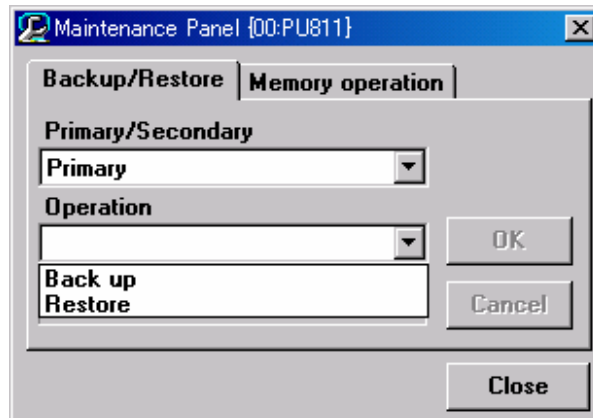 Maintenance Panel {00:PU811}
Backup/Restore Memory operation
Primary/Secondary
Primary
Operation
Back up
Restore
OK
Cancel
Close